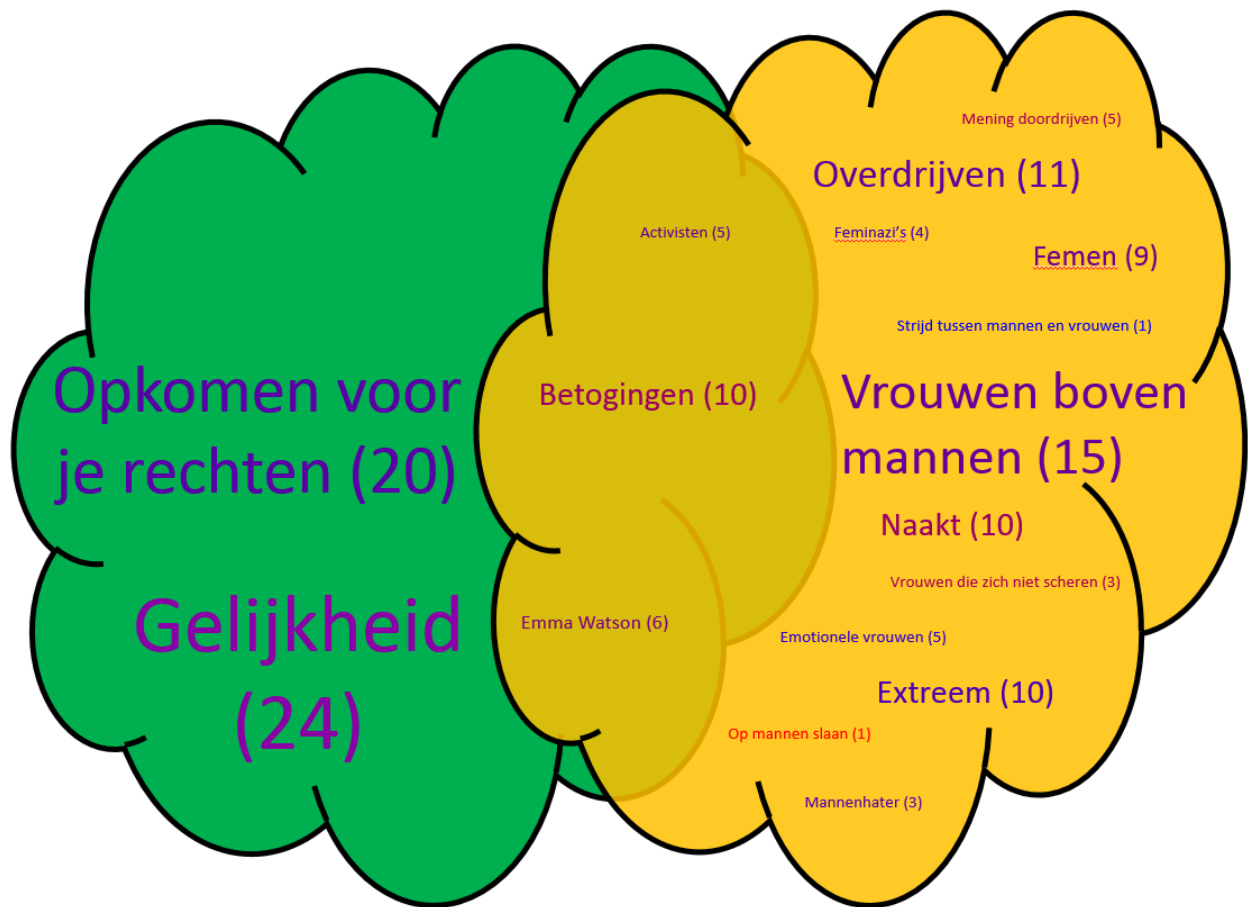 Opkomen voor
je rechten (20)
Gelijkheid
(24)
Activisten (5)
Betogingen (10)
Emma Watson (6)
Mening doordrijven (5)
Overdrijven (11)
Feminazi’s (4)
Femen (9)
Strijd tussen mannen en vrouwen (1)
Vrouwen boven
mannen (15)
Naakt (10)
Vrouwen die zich niet scheren (3)
Emotionele vrouwen (5)
Extreem (10)
Op mannen slaan (1)
Mannenhater (3)